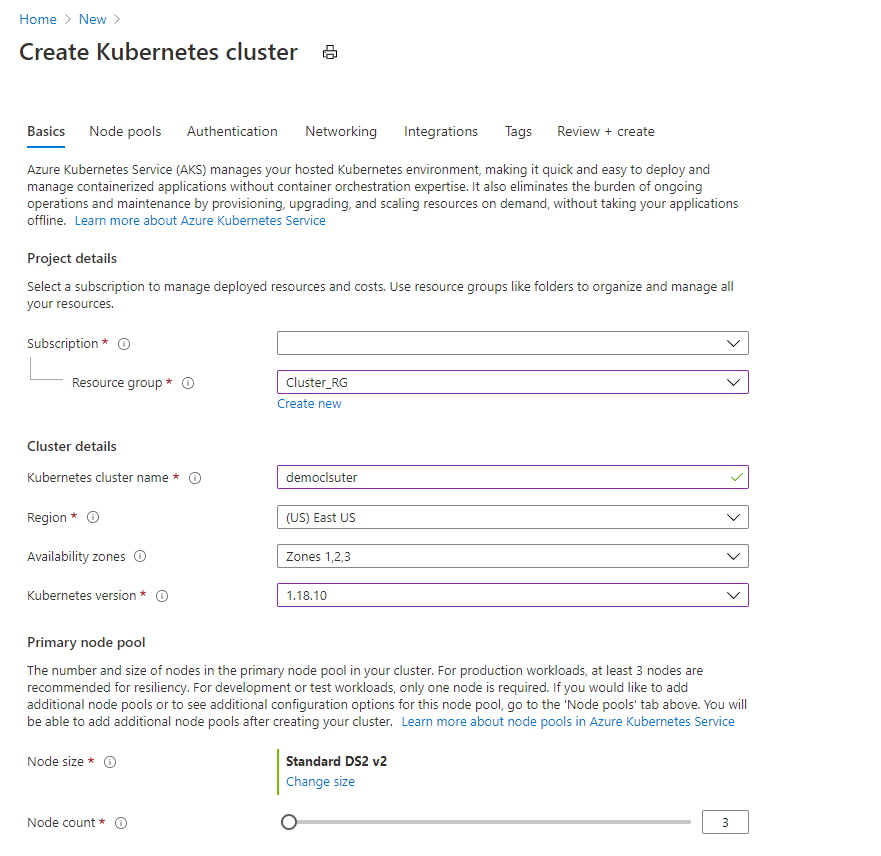 Home > New >
Create Kubernetes cluster
Basics Node pools Authentication Networking Integrations Tags Review + create
Azure Kubernetes Service (AKS) manages your hosted Kubernetes environment, making it quick and easy to deploy and
manage containerized applications without container orchestration expertise. It also eliminates the burden of ongoing
operations and maintenance by provisioning, upgrading, and scaling resources on demand, without taking your applications
offline. Learn more about Azure Kubernetes Service
Project details
Select a subscription to manage deployed resources and costs. Use resource groups like folders to organize and manage all
your resources.
Subscription *
Resource group * Cluster_RG
Create new
Cluster details
Kubernetes cluster name * democlsuter
Region * (US) East US
Availability zones Zones 1,2,3
Kubernetes version * 1.18.10
Primary node pool
The number and size of nodes in the primary node pool in your cluster. For production workloads, at least 3 nodes are
recommended for resiliency. For development or test workloads, only one node is required. If you would like to add
additional node pools or to see additional configuration options for this node pool, go to the 'Node pools' tab above. You will
be able to add additional node pools after creating your cluster. Learn more about node pools in Azure Kubernetes Service
Node size * Standard DS2 v2
Change size
Node count * 3